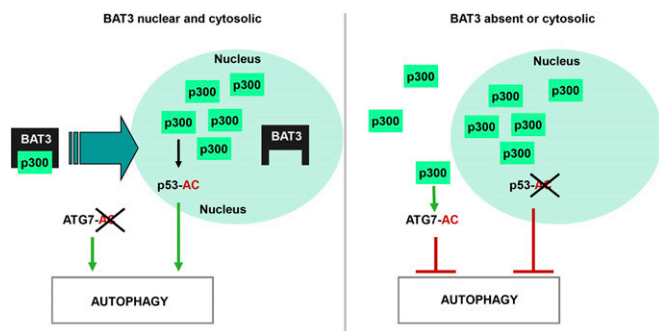 BAT3 nuclear and cytosolic
Nucleus
p300
p300
p300
p300
p300
p300
BAT3
p300
BAT3
p53-AC
Nucleus
ATG7-AC
AUTOPHAGY
BAT3 absent or cytosolic
Nucleus
p300
p300
p300
p300
p300
p300
p300
p300
p53-AC
ATG7-AC
AUTOPHAGY